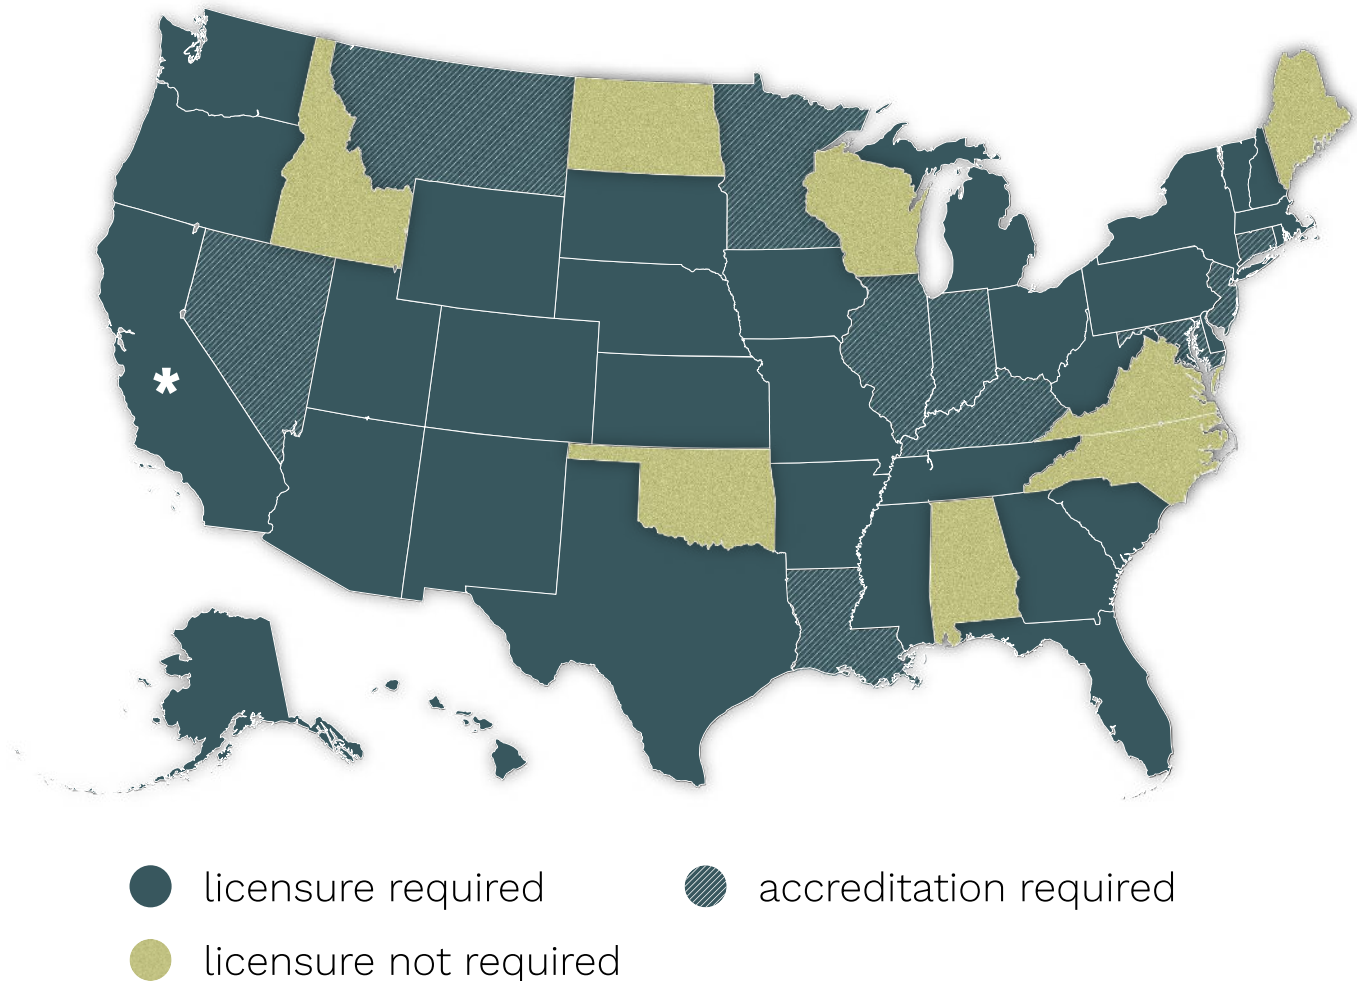 *
licensure required
accreditation required
licensure not required